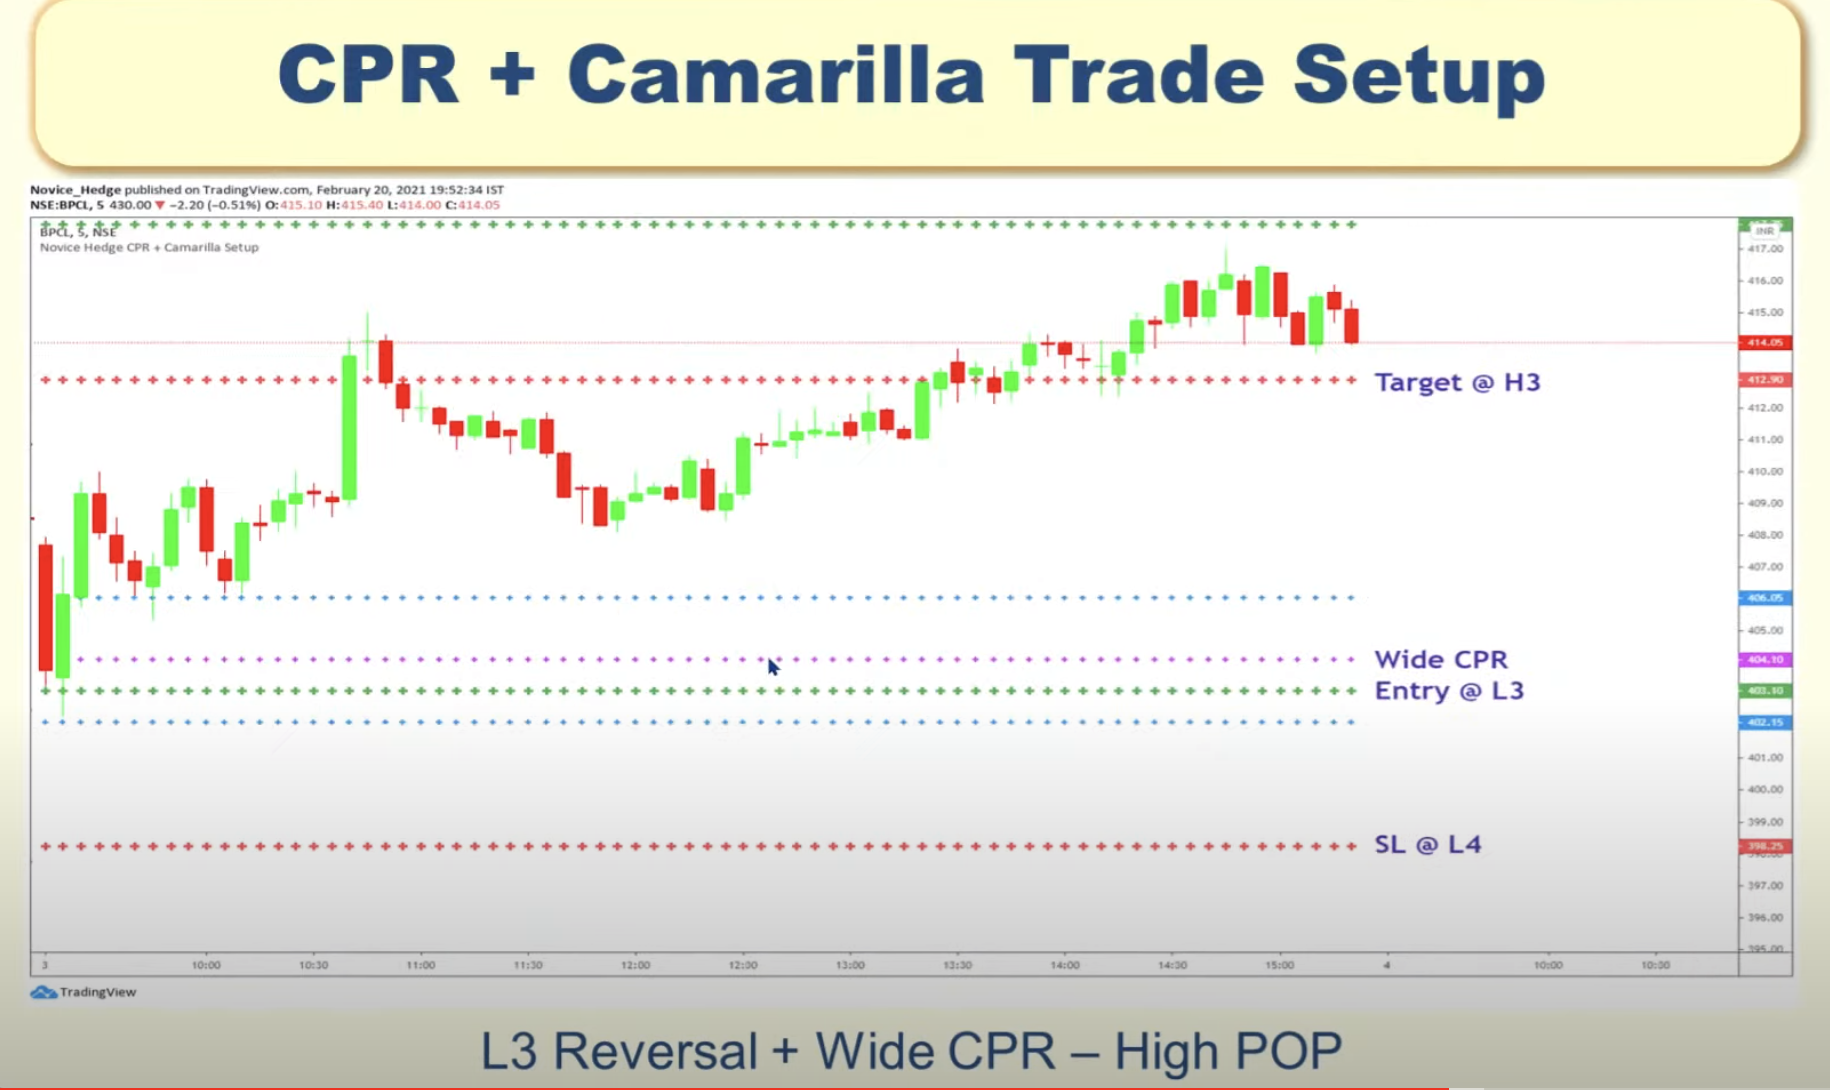 CPR + Camarilla Trade Setup
Novice_Hedge published on TradingView.com, February 20, 2021 19:52:34 IST
NSE:BPCL, 5 430.00 ▼ −2.20 (−0.51%) O:415.10 H:415.40 L:414.00 C:414.05
BPCL, 5, NSE
Novice Hedge CPR + Camarilla Setup
INR
417.00
416.00
415.00
414.05
412.90
Target @ H3
412.00
411.00
410.00
409.00
408.00
407.00
406.05
405.00
Wide CPR
404.10
Entry @ L3
403.10
402.15
401.00
400.00
399.00
SL @ L4
398.25
397.00
396.00
395.00
3 10:00 10:30 11:00 11:30 12:00 12:30 13:00 13:30 14:00 14:30 15:00 4 10:00 10:30
TradingView
L3 Reversal + Wide CPR – High POP